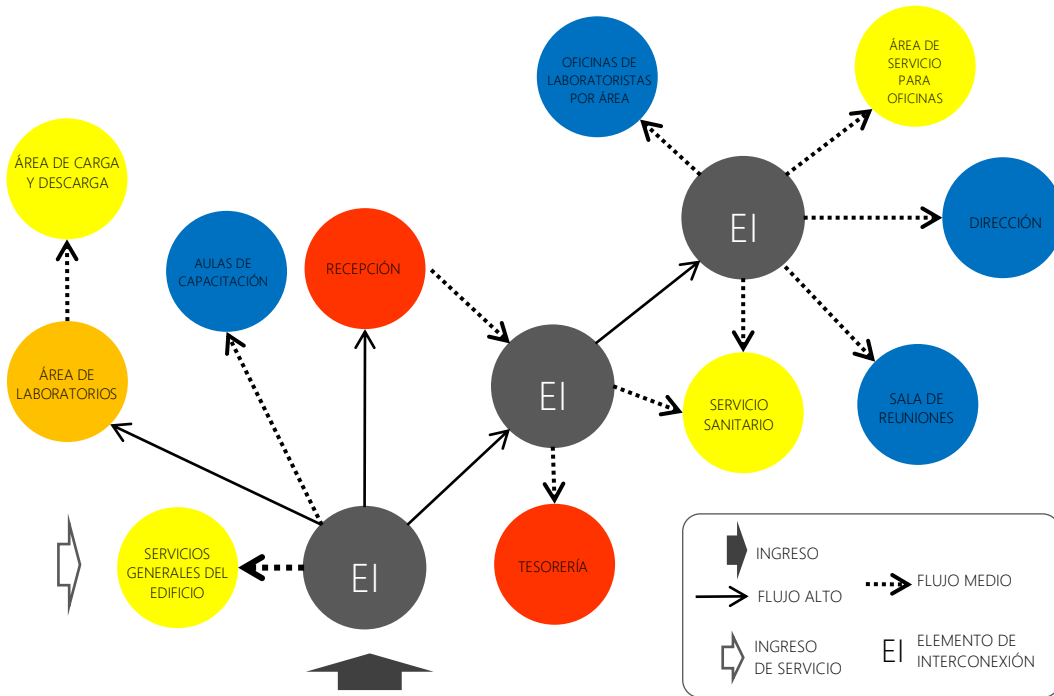 OFICINAS DE
LABORATORISTAS
POR ÁREA
ÁREA DE
SERVICIO
PARA
OFICINAS
ÁREA DE CARGA
Y DESCARGA
AULAS DE
CAPACITACIÓN
RECEPCIÓN
EI
DIRECCIÓN
ÁREA DE
LABORATORIOS
EI
SERVICIO
SANITARIO
SALA DE
REUNIONES
SERVICIOS
GENERALES DEL
EDIFICIO
EI
TESORERÍA
INGRESO
FLUJO ALTO
FLUJO MEDIO
INGRESO
DE SERVICIO
EI
ELEMENTO DE
INTERCONEXIÓN